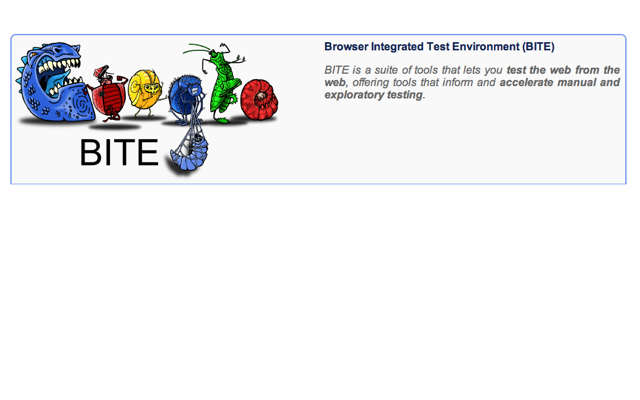 Browser Integrated Test Environment (BITE)
BITE is a suite of tools that lets you test the web from the
web, offering tools that inform and accelerate manual and
exploratory testing.
BITE